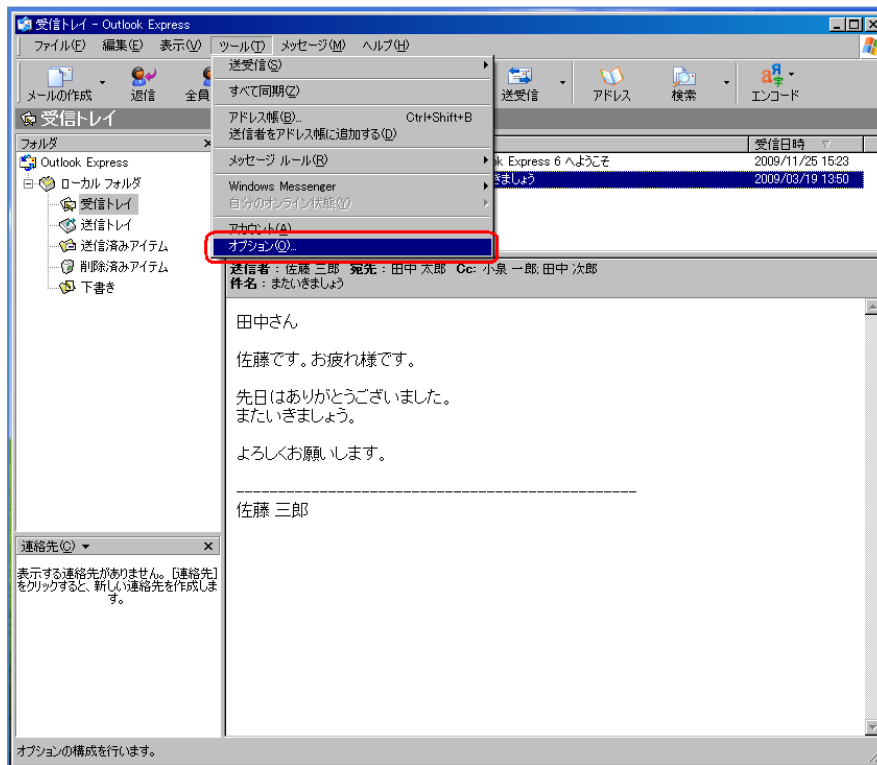 受信トレイ - Outlook Express
ファイル(F) 編集(E) 表示(V) ツール(T) メッセージ(M) ヘルプ(H)
送受信(S)
すべて同期(Z)
アドレス帳(B)... Ctrl+Shift+B
送信者をアドレス帳に追加する(D)
メッセージ ルール(R)
Windows Messenger
自分のオンライン状態(Y)
アカウント(A)...
オプション(O)...
メールの作成 返信 全員 送受信 アドレス 検索 エンコード
受信トレイ
フォルダ
Outlook Express
ローカル フォルダ
受信トレイ
送信トレイ
送信済みアイテム
削除済みアイテム
下書き
受信日時
Express 6 へようこそ 2009/11/25 15:23
きましょう 2009/03/19 13:50
送信者: 佐藤 三郎 宛先: 田中 太郎 Cc: 小泉 一郎; 田中 次郎
件名: またいきましょう
田中さん
佐藤です。お疲れ様です。
先日はありがとうございました。
またいきましょう。
よろしくお願いします。
------------------------------------------------
佐藤 三郎
連絡先(C)
表示する連絡先がありません。[連絡先]
をクリックすると、新しい連絡先を作成しま
す。
オプションの構成を行います。